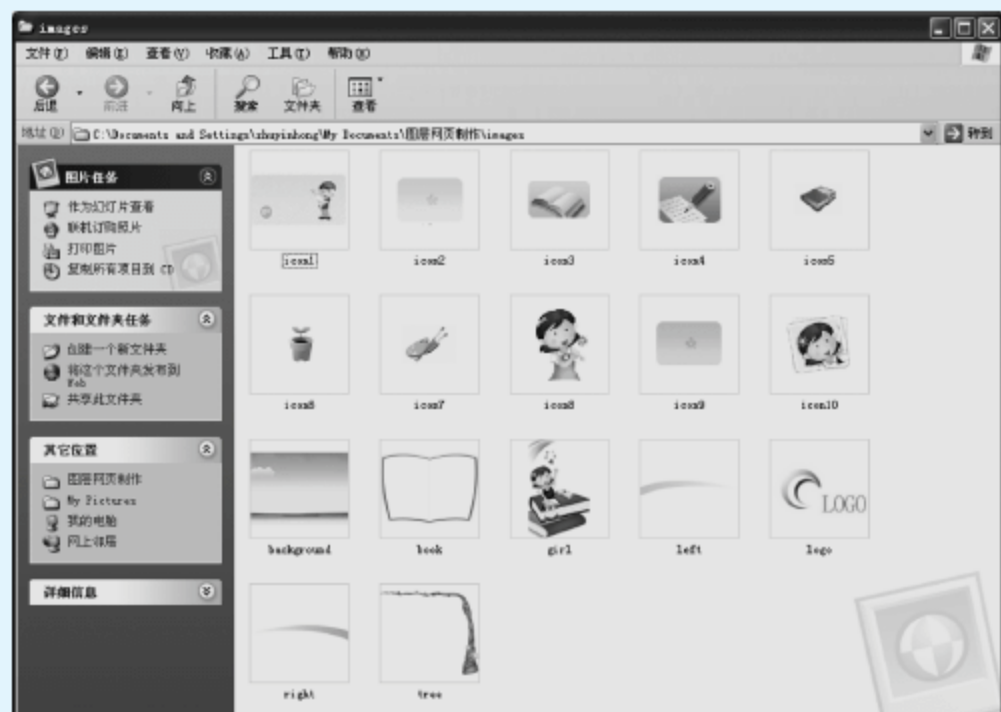 images
文件(F) 编辑(E) 查看(V) 收藏(A) 工具(T) 帮助(H)
后退 前进 向上 搜索 文件夹 查看
地址(D) C:\Documents and Settings\zhuyinhong\My Documents\图层网页制作\images 转到
图片任务
作为幻灯片查看
联机订购照片
打印图片
复制所有项目到 CD
文件和文件夹任务
创建一个新文件夹
将这个文件夹发布到
Web
共享此文件夹
其它位置
图层网页制作
My Pictures
我的电脑
网上邻居
详细信息
icon1 icon2 icon3 icon4 icon5
icon6 icon7 icon8 icon9 icon10
LOGO
background book girl left logo
right tree